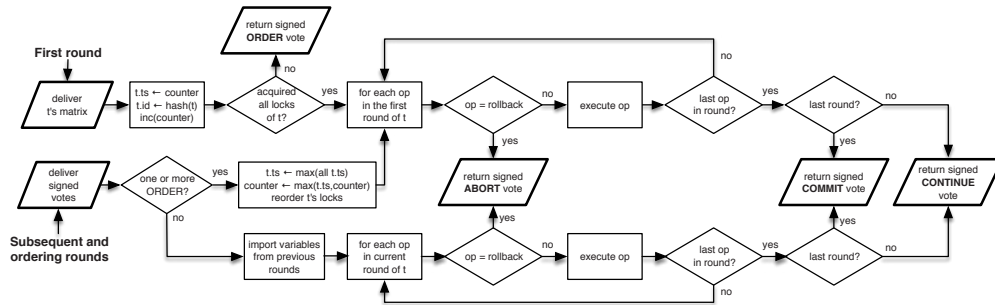 return signed
ORDER vote
First round
no
no
deliver
t's matrix
t.ts ← counter
t.id ← hash(t)
inc(counter)
acquired
all locks
of t?
yes
for each op
in the first
round of t
op = rollback
no
execute op
last op
in round?
yes
last round?
no
yes
yes
deliver
signed
votes
one or more
ORDER?
yes
t.ts ← max(all t.ts)
counter ← max(t.ts,counter)
reorder t's locks
return signed
ABORT vote
return signed
COMMIT vote
return signed
CONTINUE
vote
no
yes
yes
Subsequent and
ordering rounds
import variables
from previous
rounds
for each op
in current
round of t
op = rollback
no
execute op
last op
in round?
yes
last round?
no
no